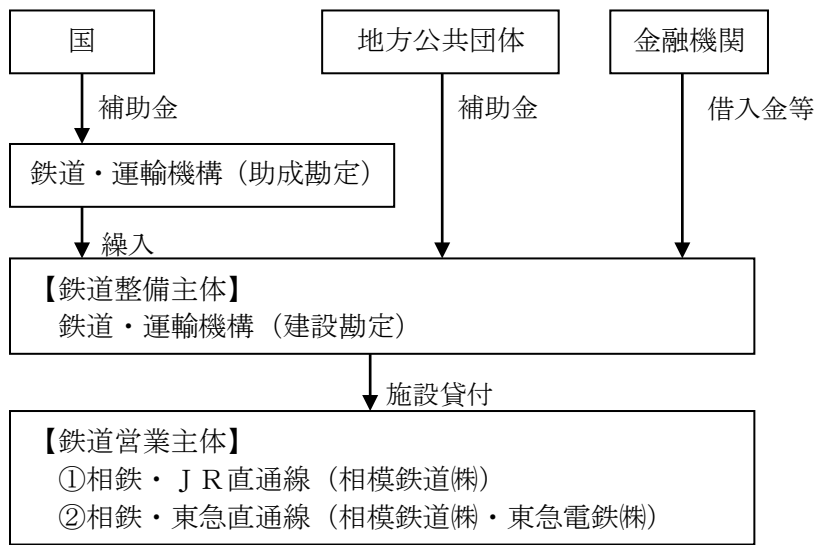 国
地方公共団体
金融機関
補助金
補助金
借入金等
鉄道・運輸機構（助成勘定）
繰入
【鉄道整備主体】
鉄道・運輸機構（建設勘定）
施設貸付
【鉄道営業主体】
①相鉄・ＪＲ直通線（相模鉄道㈱）
②相鉄・東急直通線（相模鉄道㈱・東急電鉄㈱）